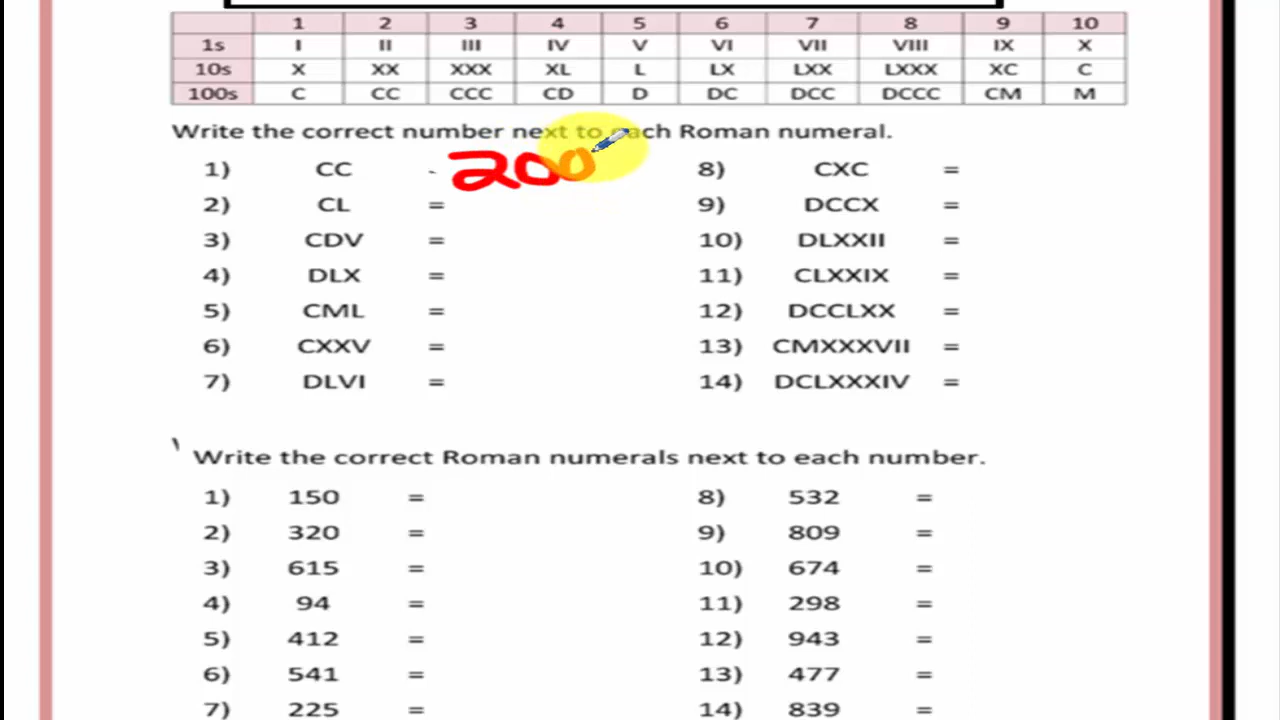 1 2 3 4 5 6 7 8 9 10
1s I II III IV V VI VII VIII IX X
10s X XX XXX XL L LX LXX LXXX XC C
100s C CC CCC CD D DC DCC DCCC CM M
Write the correct number next to each Roman numeral.
1) CC - 200
2) CL =
3) CDV =
4) DLX =
5) CML =
6) CXXV =
7) DLVI =
8) CXC =
9) DCCX =
10) DLXXII =
11) CLXXIX =
12) DCCLXX =
13) CMXXXVII =
14) DCLXXXIV =
Write the correct Roman numerals next to each number.
1) 150 =
2) 320 =
3) 615 =
4) 94 =
5) 412 =
6) 541 =
7) 225 =
8) 532 =
9) 809 =
10) 674 =
11) 298 =
12) 943 =
13) 477 =
14) 839 =